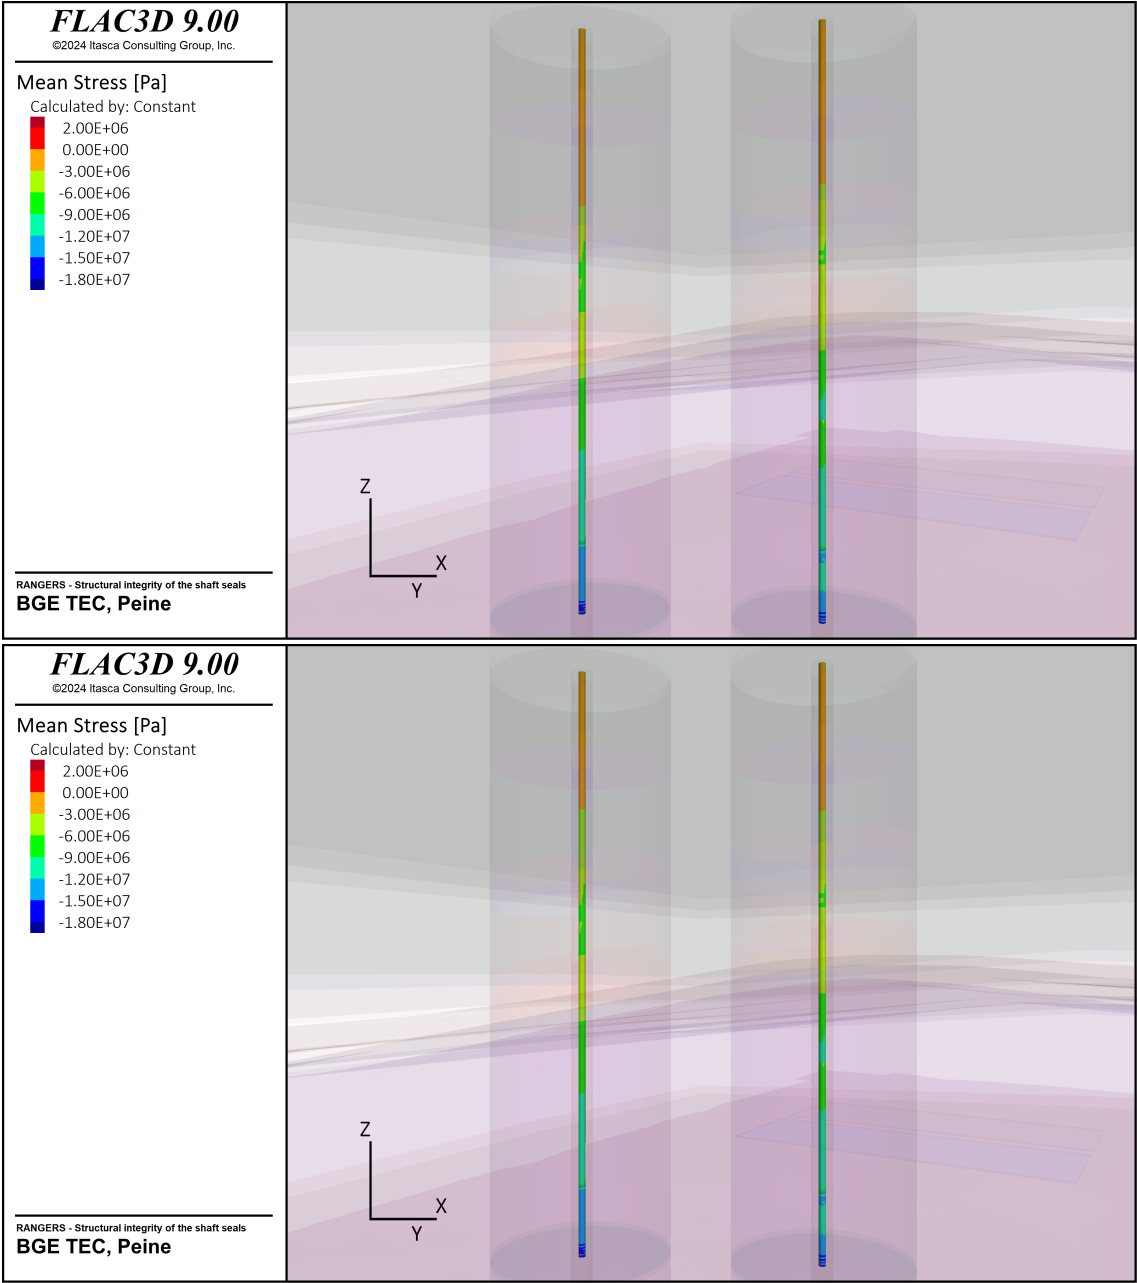 FLAC3D 9.00
©2024 Itasca Consulting Group, Inc.
Mean Stress [Pa]
Calculated by: Constant
2.00E+06
0.00E+00
-3.00E+06
-6.00E+06
-9.00E+06
-1.20E+07
-1.50E+07
-1.80E+07
RANGERS - Structural integrity of the shaft seals
BGE TEC, Peine
Z
X
Y
FLAC3D 9.00
©2024 Itasca Consulting Group, Inc.
Mean Stress [Pa]
Calculated by: Constant
2.00E+06
0.00E+00
-3.00E+06
-6.00E+06
-9.00E+06
-1.20E+07
-1.50E+07
-1.80E+07
RANGERS - Structural integrity of the shaft seals
BGE TEC, Peine
Z
X
Y